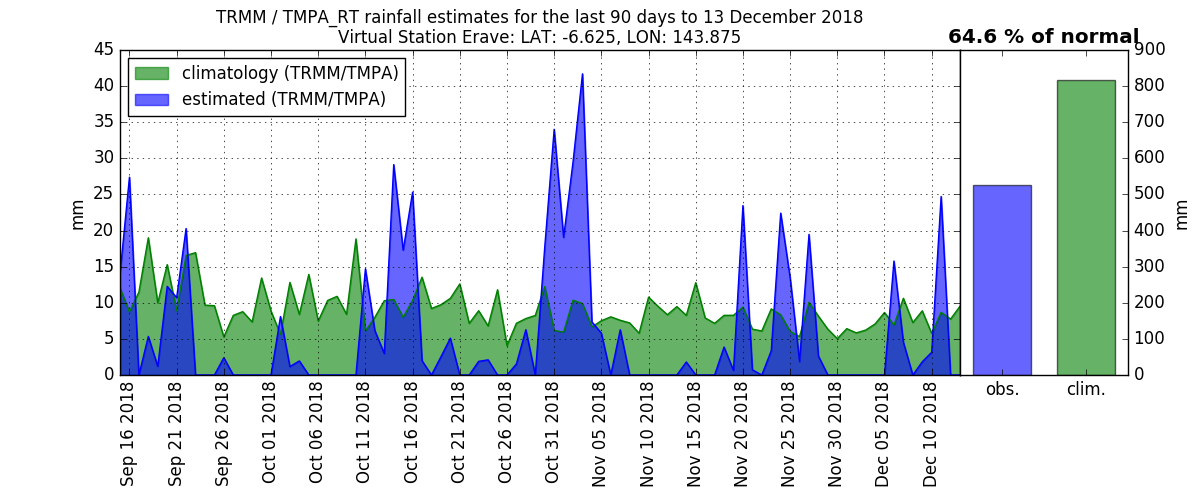 TRMM / TMPA_RT rainfall estimates for the last 90 days to 13 December 2018
Virtual Station Erave: LAT: -6.625, LON: 143.875
64.6 % of normal
climatology (TRMM/TMPA)
estimated (TRMM/TMPA)
mm
45
40
35
30
25
20
15
10
5
0
Sep 16 2018
Sep 21 2018
Sep 26 2018
Oct 01 2018
Oct 06 2018
Oct 11 2018
Oct 16 2018
Oct 21 2018
Oct 26 2018
Oct 31 2018
Nov 05 2018
Nov 10 2018
Nov 15 2018
Nov 20 2018
Nov 25 2018
Nov 30 2018
Dec 05 2018
Dec 10 2018
900
800
700
600
500
400
300
200
100
0
mm
obs.
clim.